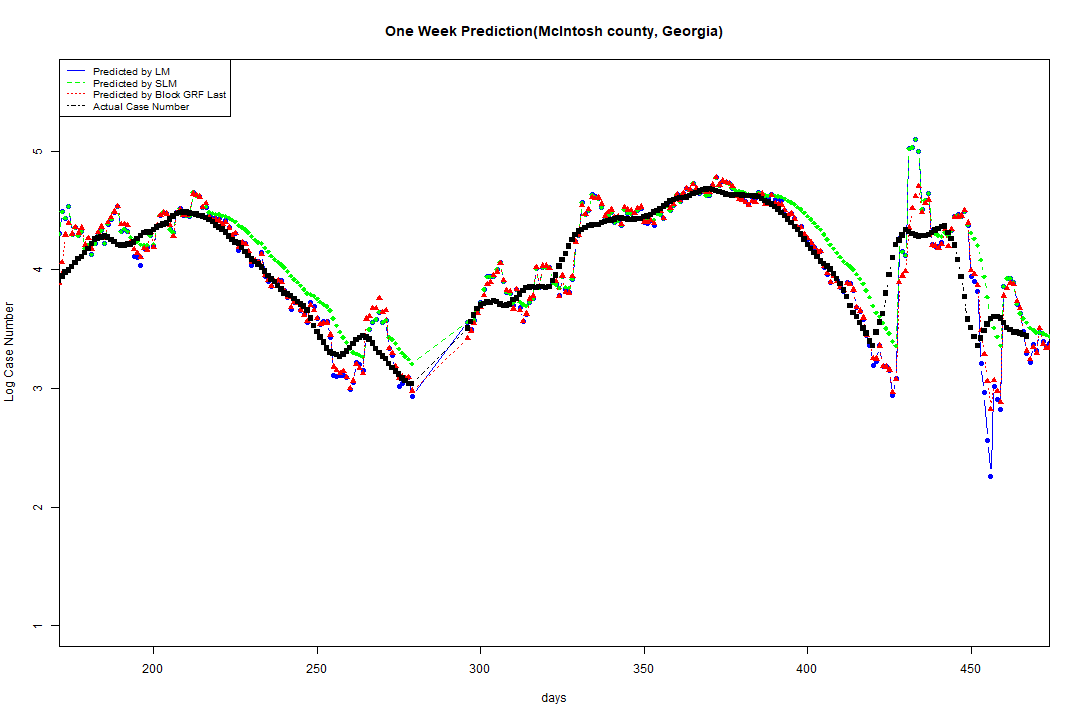 One Week Prediction(McIntosh county, Georgia)
Predicted by LM
Predicted by SLM
Predicted by Block GRF Last
Actual Case Number
5
4
3
2
1
Log Case Number
200 250 300 350 400 450
days